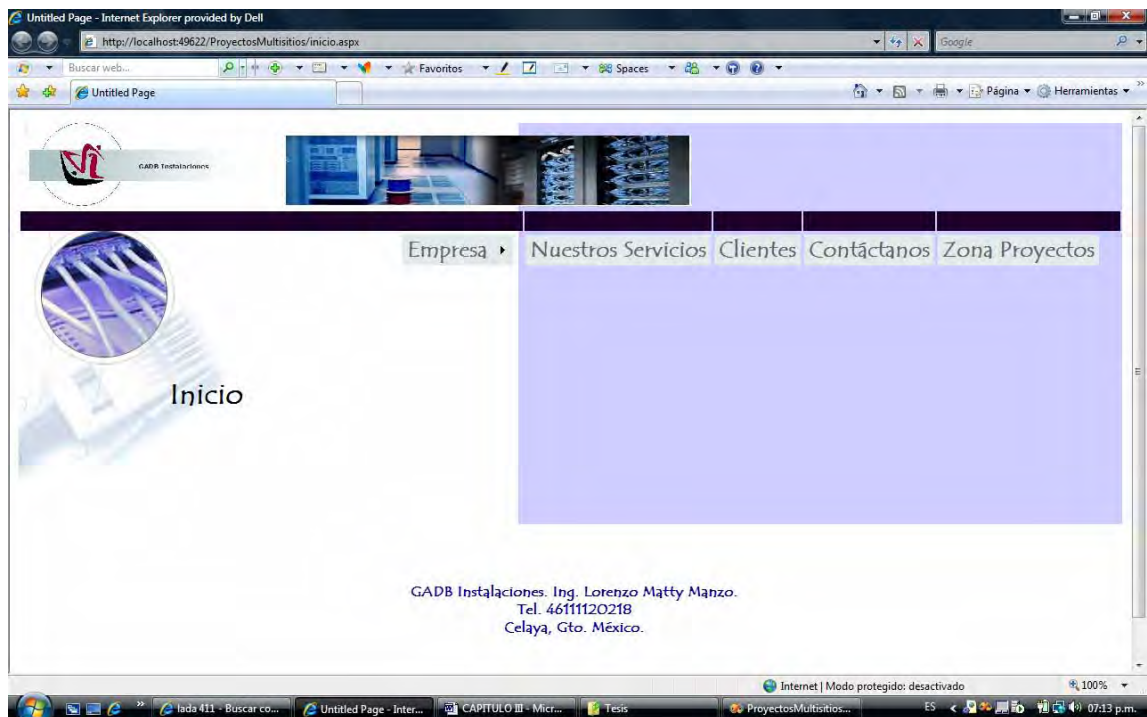 Untitled Page - Internet Explorer provided by Dell
http://localhost:49622/ProyectosMultisitios/inicio.aspx
Google
Buscar web...
Favoritos
Spaces
Untitled Page
Página
Herramientas
GADB Instalaciones
Empresa
Nuestros Servicios
Clientes
Contáctanos
Zona Proyectos
Inicio
GADB Instalaciones. Ing. Lorenzo Matty Manzo.
Tel. 46111120218
Celaya, Gto. México.
Internet | Modo protegido: desactivado
100%
lada 411 - Buscar co...
Untitled Page - Inter...
CAPITULO III - Micr...
Tesis
ProyectosMultisitios...
ES
07:13 p.m.